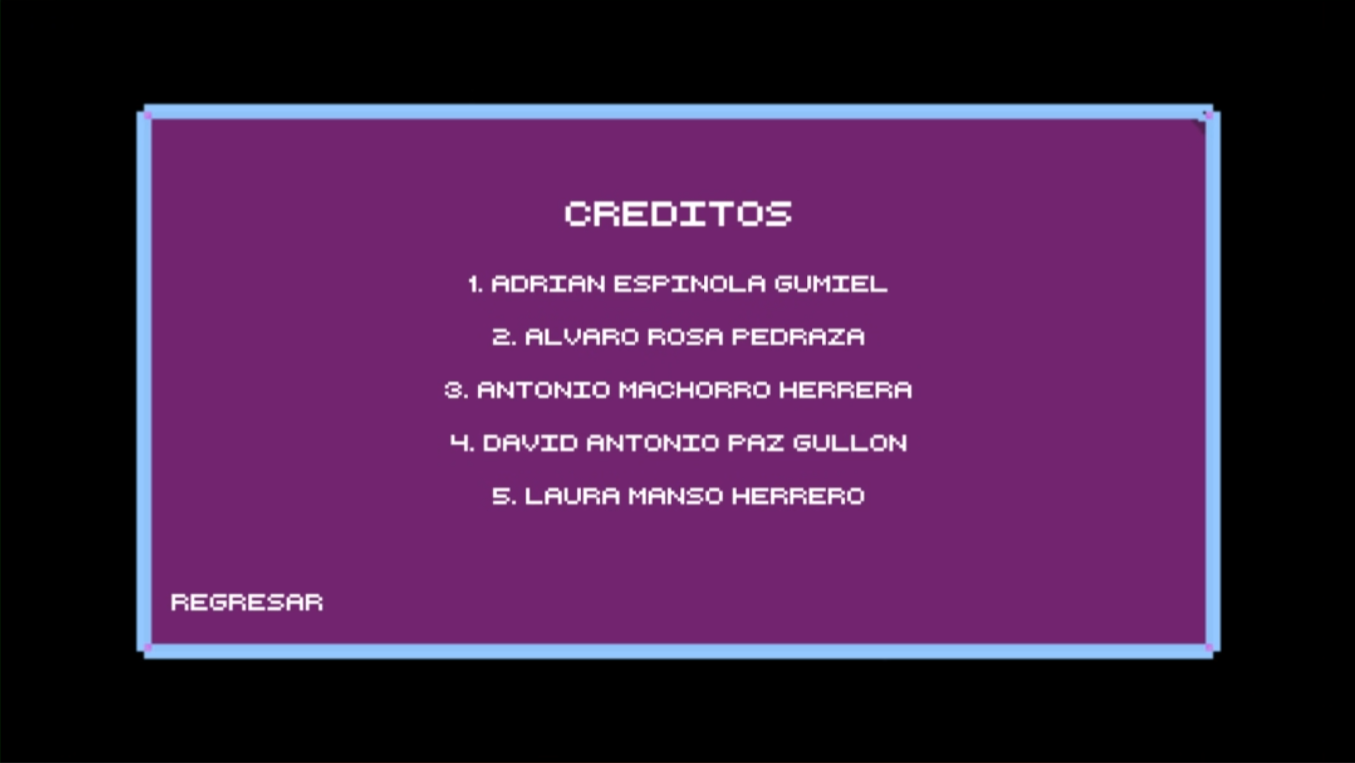 CREDITOS
1. ADRIAN ESPINOLA GUMIEL
2. ALVARO ROSA PEDRAZA
3. ANTONIO MACHORRO HERRERA
4. DAVID ANTONIO PAZ GULLON
5. LAURA MANSO HERRERO
REGRESAR